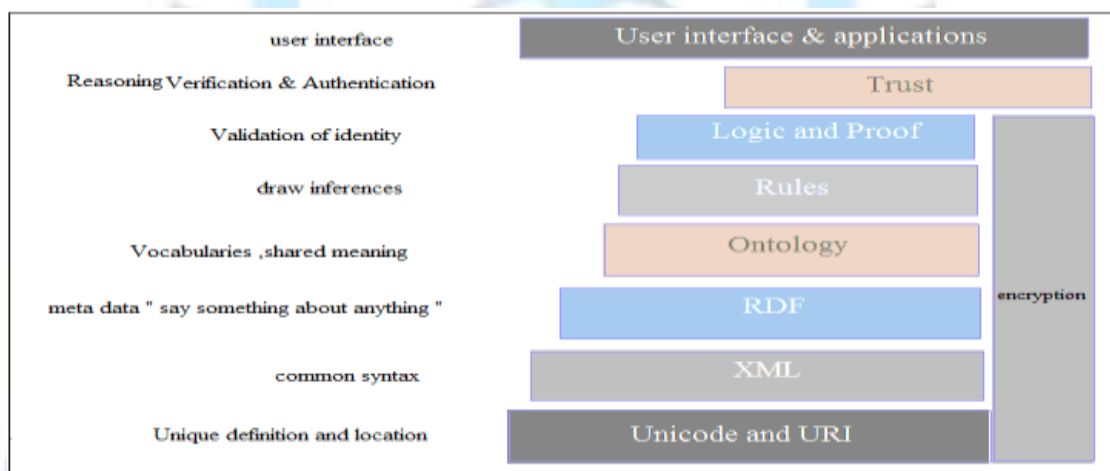 user interface
User interface & applications
Reasoning Verification & Authentication
Trust
Validation of identity
Logic and Proof
draw inferences
Rules
Vocabularies ,shared meaning
Ontology
meta data " say something about anything "
RDF
encryption
common syntax
XML
Unique definition and location
Unicode and URI